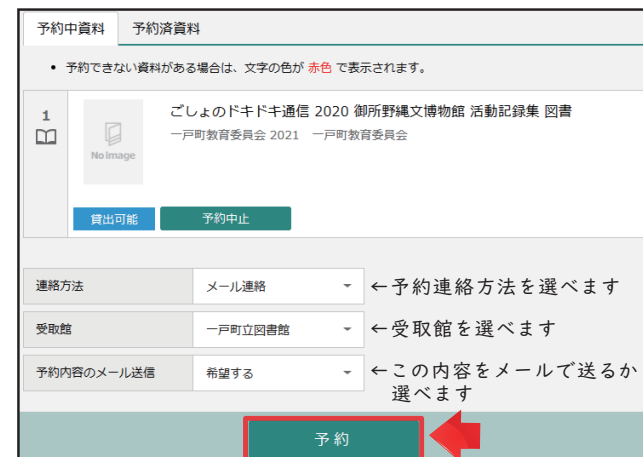 予約中資料 予約済資料
• 予約できない資料がある場合は、文字の色が 赤色 で表示されます。
1
No image
ごしょのドキドキ通信 2020 御所野縄文博物館 活動記録集 図書
一戸町教育委員会 2021 一戸町教育委員会
貸出可能 予約中止
連絡方法 メール連絡 ←予約連絡方法を選べます
受取館 一戸町立図書館 ←受取館を選べます
予約内容のメール送信 希望する ←この内容をメールで送るか
選べます
予約